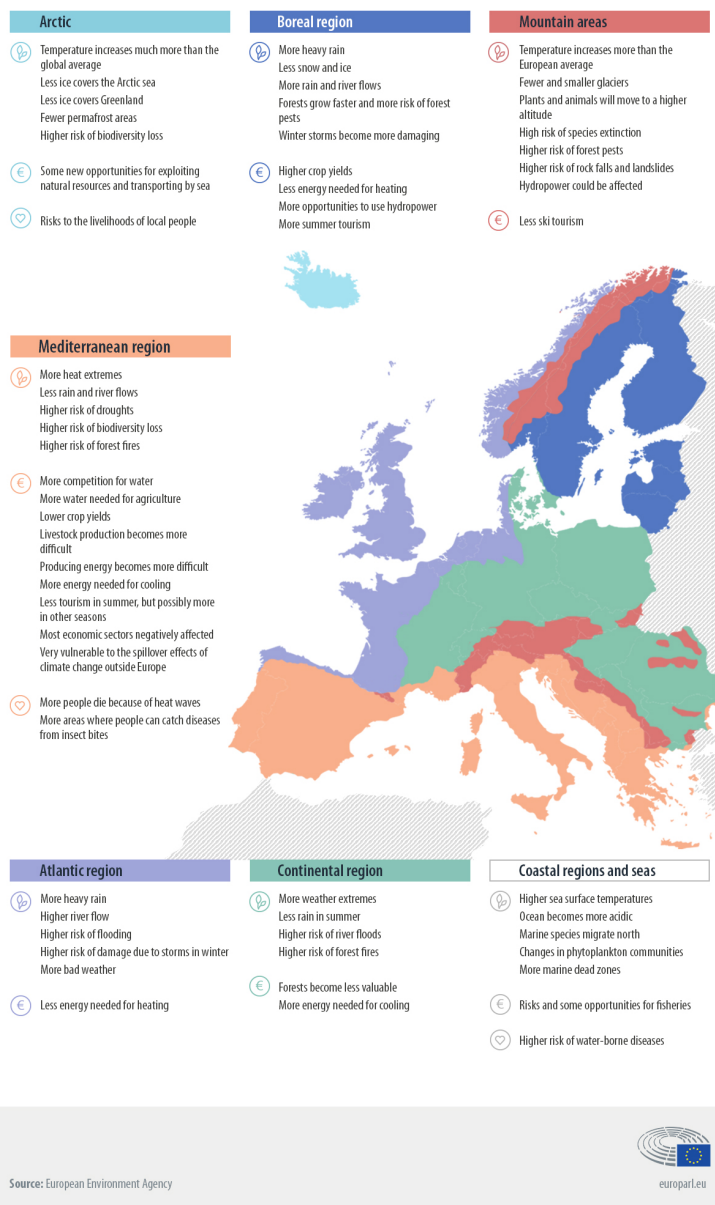 Arctic
Temperature increases much more than the
global average
Less ice covers the Arctic sea
Less ice covers Greenland
Fewer permafrost areas
Higher risk of biodiversity loss
Some new opportunities for exploiting
natural resources and transporting by sea
Risks to the livelihoods of local people
Boreal region
More heavy rain
Less snow and ice
More rain and river flows
Forests grow faster and more risk of forest
pests
Winter storms become more damaging
Higher crop yields
Less energy needed for heating
More opportunities to use hydropower
More summer tourism
Mountain areas
Temperature increases more than the
European average
Fewer and smaller glaciers
Plants and animals will move to a higher
altitude
High risk of species extinction
Higher risk of forest pests
Higher risk of rock falls and landslides
Hydropower could be affected
Less ski tourism
Mediterranean region
More heat extremes
Less rain and river flows
Higher risk of droughts
Higher risk of biodiversity loss
Higher risk of forest fires
More competition for water
More water needed for agriculture
Lower crop yields
Livestock production becomes more
difficult
Producing energy becomes more difficult
More energy needed for cooling
Less tourism in summer, but possibly more
in other seasons
Most economic sectors negatively affected
Very vulnerable to the spillover effects of
climate change outside Europe
More people die because of heat waves
More areas where people can catch diseases
from insect bites
Atlantic region
More heavy rain
Higher river flow
Higher risk of flooding
Higher risk of damage due to storms in winter
More bad weather
Less energy needed for heating
Continental region
More weather extremes
Less rain in summer
Higher risk of river floods
Higher risk of forest fires
Forests become less valuable
More energy needed for cooling
Coastal regions and seas
Higher sea surface temperatures
Ocean becomes more acidic
Marine species migrate north
Changes in phytoplankton communities
More marine dead zones
Risks and some opportunities for fisheries
Higher risk of water-borne diseases
Source: European Environment Agency
europarl.eu